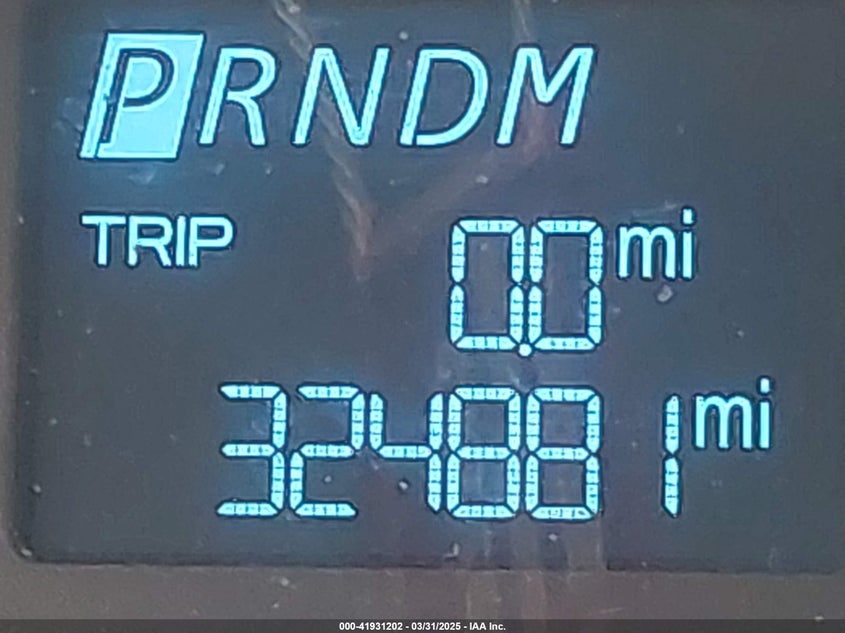 PRNDM
TRIP 0.0 mi
324881 mi
000-41931202 - 03/31/2025 - IAA Inc.